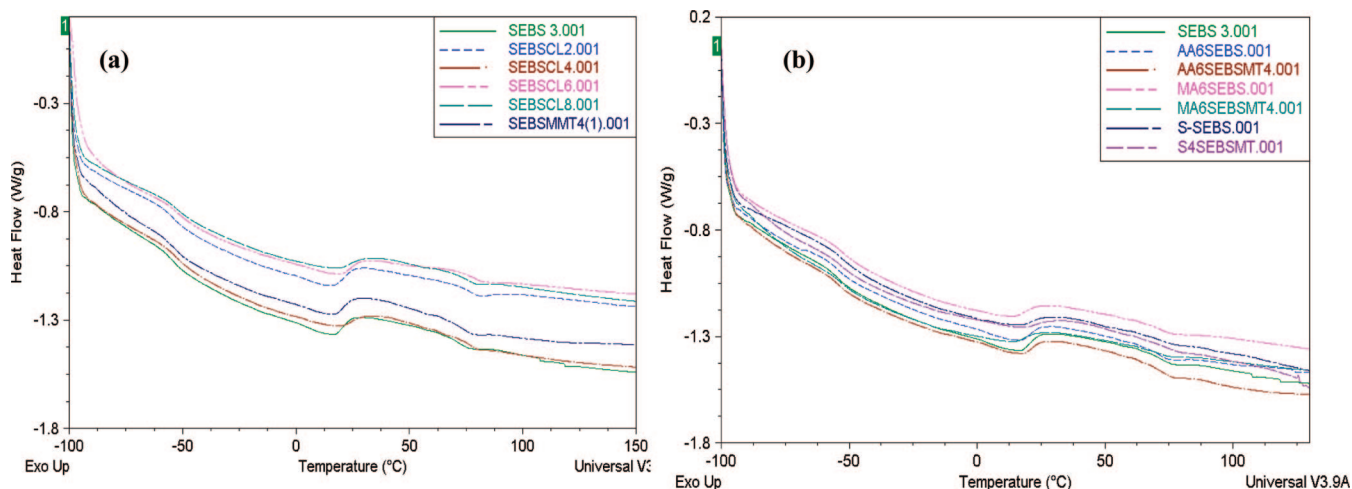 (a)
1
SEBS 3.001
SEBSCL2.001
SEBSCL4.001
SEBSCL6.001
SEBSCL8.001
SEBSMMT4(1).001
-0.3
-0.8
-1.3
-1.8
Heat Flow (W/g)
-100
-50
0
50
100
150
Exo Up
Temperature (°C)
Universal V3
(b)
1
SEBS 3.001
AA6SEBS.001
AA6SEBSMT4.001
MA6SEBS.001
MA6SEBSMT4.001
S-SEBS.001
S4SEBSMT.001
0.2
-0.3
-0.8
-1.3
-1.8
Heat Flow (W/g)
-100
-50
0
50
100
Exo Up
Temperature (°C)
Universal V3.9A